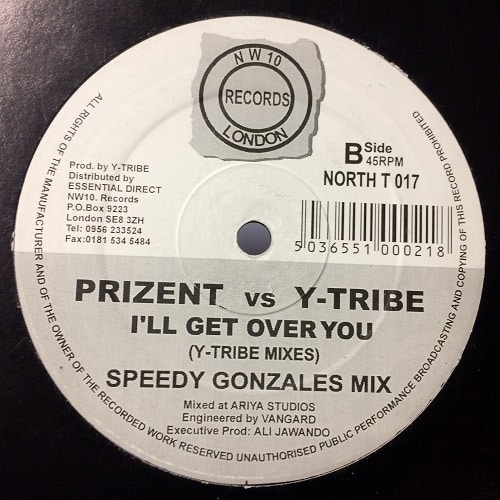 NW 10
RECORDS
LONDON
B Side
45RPM
NORTH T 017
Prod. by Y-TRIBE
Distributed by
ESSENTIAL DIRECT
NW10. Records
P.O.Box 9223
London SE8 3ZH
Tel: 0956 233524
Fax:0181 534 5484
5 036551 000218
PRIZENT vs Y-TRIBE
I'LL GET OVER YOU
(Y-TRIBE MIXES)
SPEEDY GONZALES MIX
Mixed at ARIYA STUDIOS
Engineered by VANGARD
Executive Prod: ALI JAWANDO
ALL RIGHTS OF THE MANUFACTURER AND OF THE OWNER OF THE RECORDED WORK RESERVED UNAUTHORISED PUBLIC PERFORMANCE BROADCASTING AND COPYING OF THIS RECORD PROHIBITED